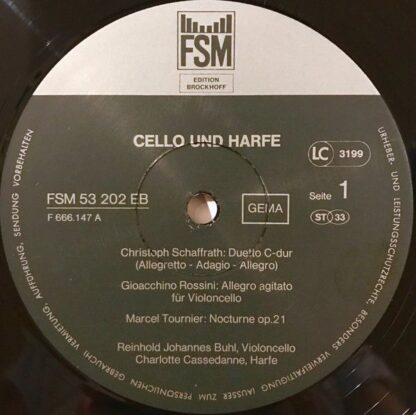 FSM
EDITION
BROCKHOFF
CELLO UND HARFE
LC 3199
FSM 53 202 EB
F 666.147 A
GEMA
Seite 1
ST 33
Christoph Schaffrath: Duetto C-dur
(Allegretto - Adagio - Allegro)
Gioacchino Rossini: Allegro agitato
für Violoncello
Marcel Tournier: Nocturne op.21
Reinhold Johannes Buhl, Violoncello
Charlotte Cassedanne, Harfe
URHEBER- UND LEISTUNGSSCHUTZRECHTE, BESONDERS VERVIELFÄLTIGUNG (AUSSER ZUM PERSÖNLICHEN GEBRAUCH) VERMIETUNG, AUFFÜHRUNG, SENDUNG VORBEHALTEN